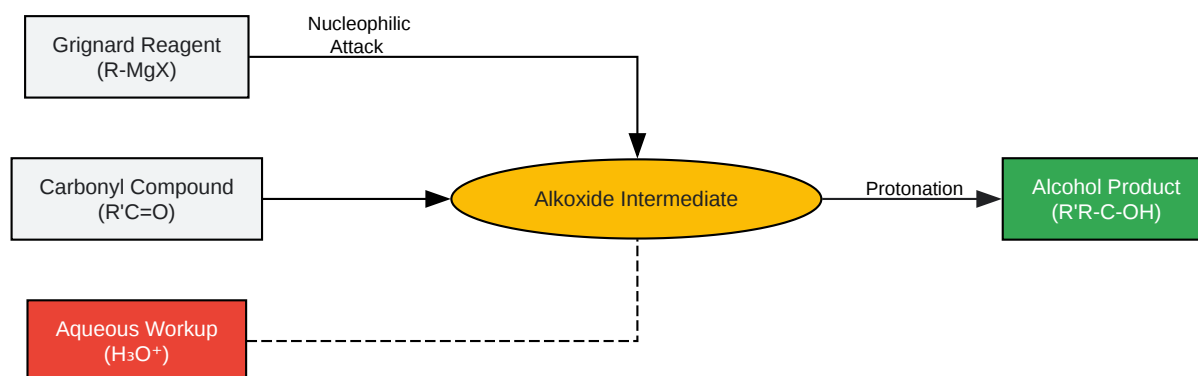 Grignard Reagent
(R-MgX)
Nucleophilic
Attack
Carbonyl Compound
(R'C=O)
Alkoxide Intermediate
Protonation
Alcohol Product
(R'R-C-OH)
Aqueous Workup
(H₃O⁺)